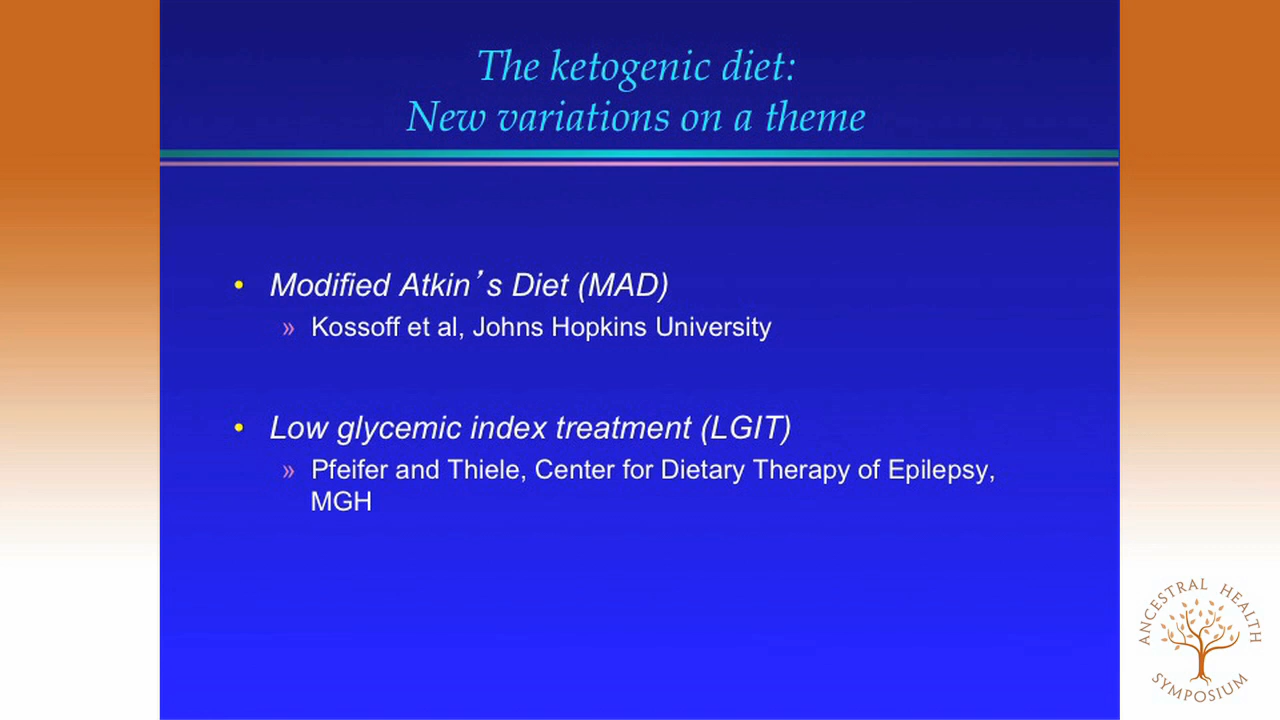 The ketogenic diet:
New variations on a theme
• Modified Atkin’s Diet (MAD)
» Kossoff et al, Johns Hopkins University
• Low glycemic index treatment (LGIT)
» Pfeifer and Thiele, Center for Dietary Therapy of Epilepsy,
MGH
ANCESTRAL HEALTH
SYMPOSIUM